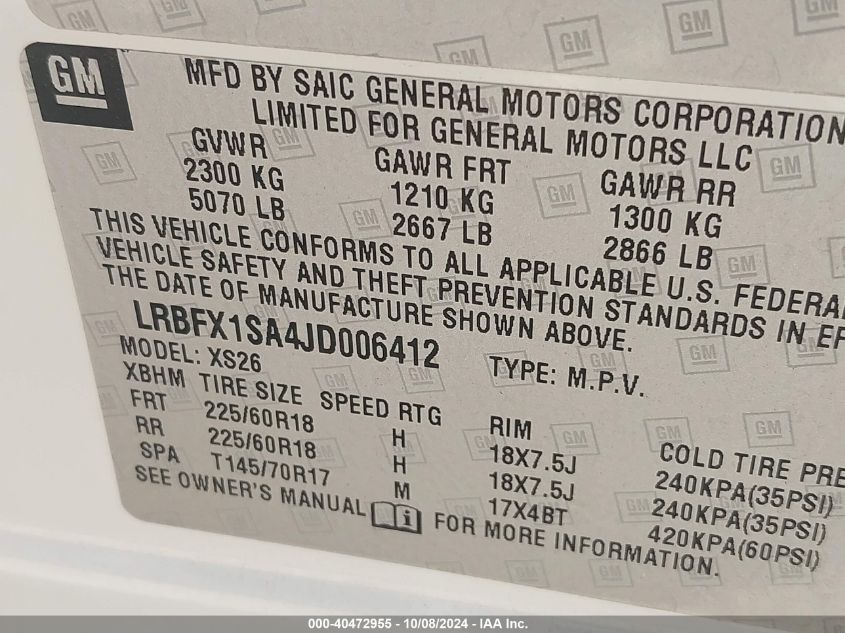 GM
MFD BY SAIC GENERAL MOTORS CORPORATION
LIMITED FOR GENERAL MOTORS LLC
GVWR GAWR FRT GAWR RR
2300 KG 1210 KG 1300 KG
5070 LB 2667 LB 2866 LB
THIS VEHICLE CONFORMS TO ALL APPLICABLE U.S. FEDERAL
VEHICLE SAFETY AND THEFT PREVENTION STANDARDS IN
THE DATE OF MANUFACTURE SHOWN ABOVE.
LRBFX1SA4JD006412
MODEL: XS26 TYPE: M.P.V.
XBHM TIRE SIZE SPEED RTG RIM COLD TIRE
FRT 225/60R18 H 18X7.5J 240KPA(35PSI)
RR 225/60R18 H 18X7.5J 240KPA(35PSI)
SPA T145/70R17 M 17X4BT 420KPA(60PSI)
SEE OWNER'S MANUAL FOR MORE INFORMATION.
000-40472955 - 10/08/2024 - IAA Inc.